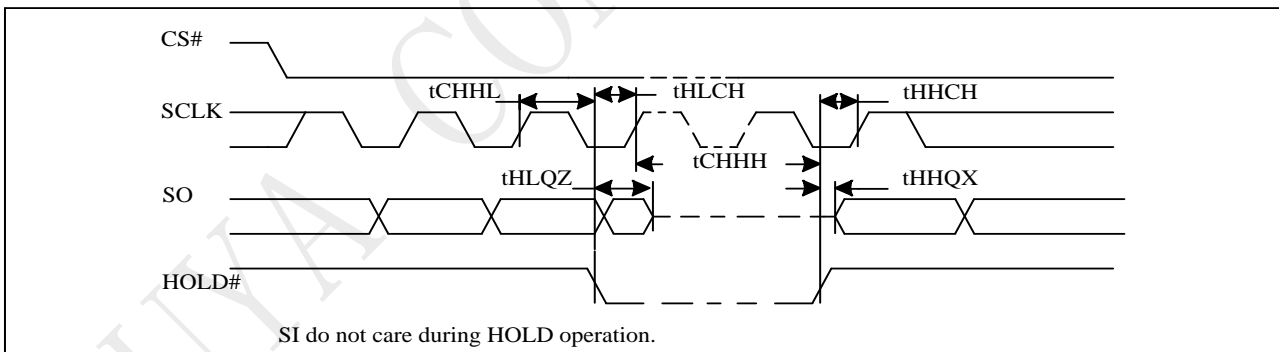 CS#
tCHHL tHLCH tHHCH
SCLK
tCHHH
tHLQZ tHHQX
SO
HOLD#
SI do not care during HOLD operation.